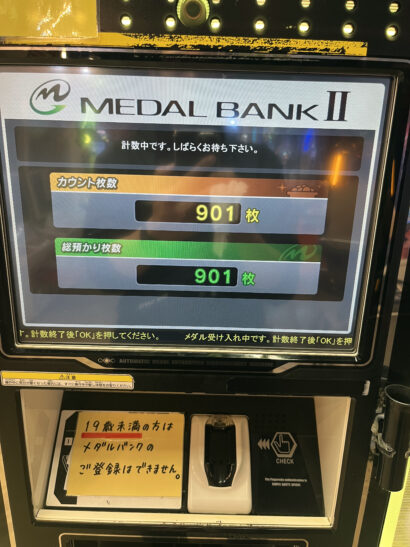 MEDAL BANK II
計数中です。しばらくお待ち下さい。
カウント枚数
901 枚
総預かり枚数
901 枚
て。計数終了後「OK」を押してください。 メダル受け入れ中です。計数終了後「OK」を押
⚠注意
19歳未満の方は
メダルバンクの
ご登録はできません。
CHECK